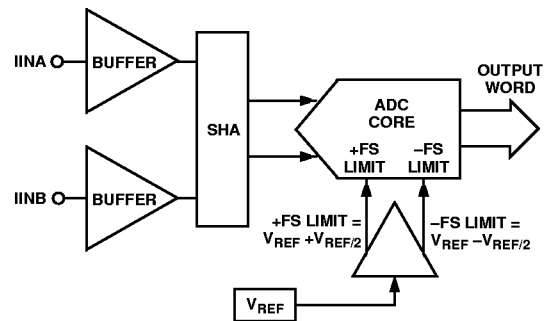 IINA
BUFFER
SHA
ADC
CORE
+FS
LIMIT
–FS
LIMIT
OUTPUT
WORD
IINB
BUFFER
+FS LIMIT =
VREF +VREF/2
–FS LIMIT =
VREF –VREF/2
VREF